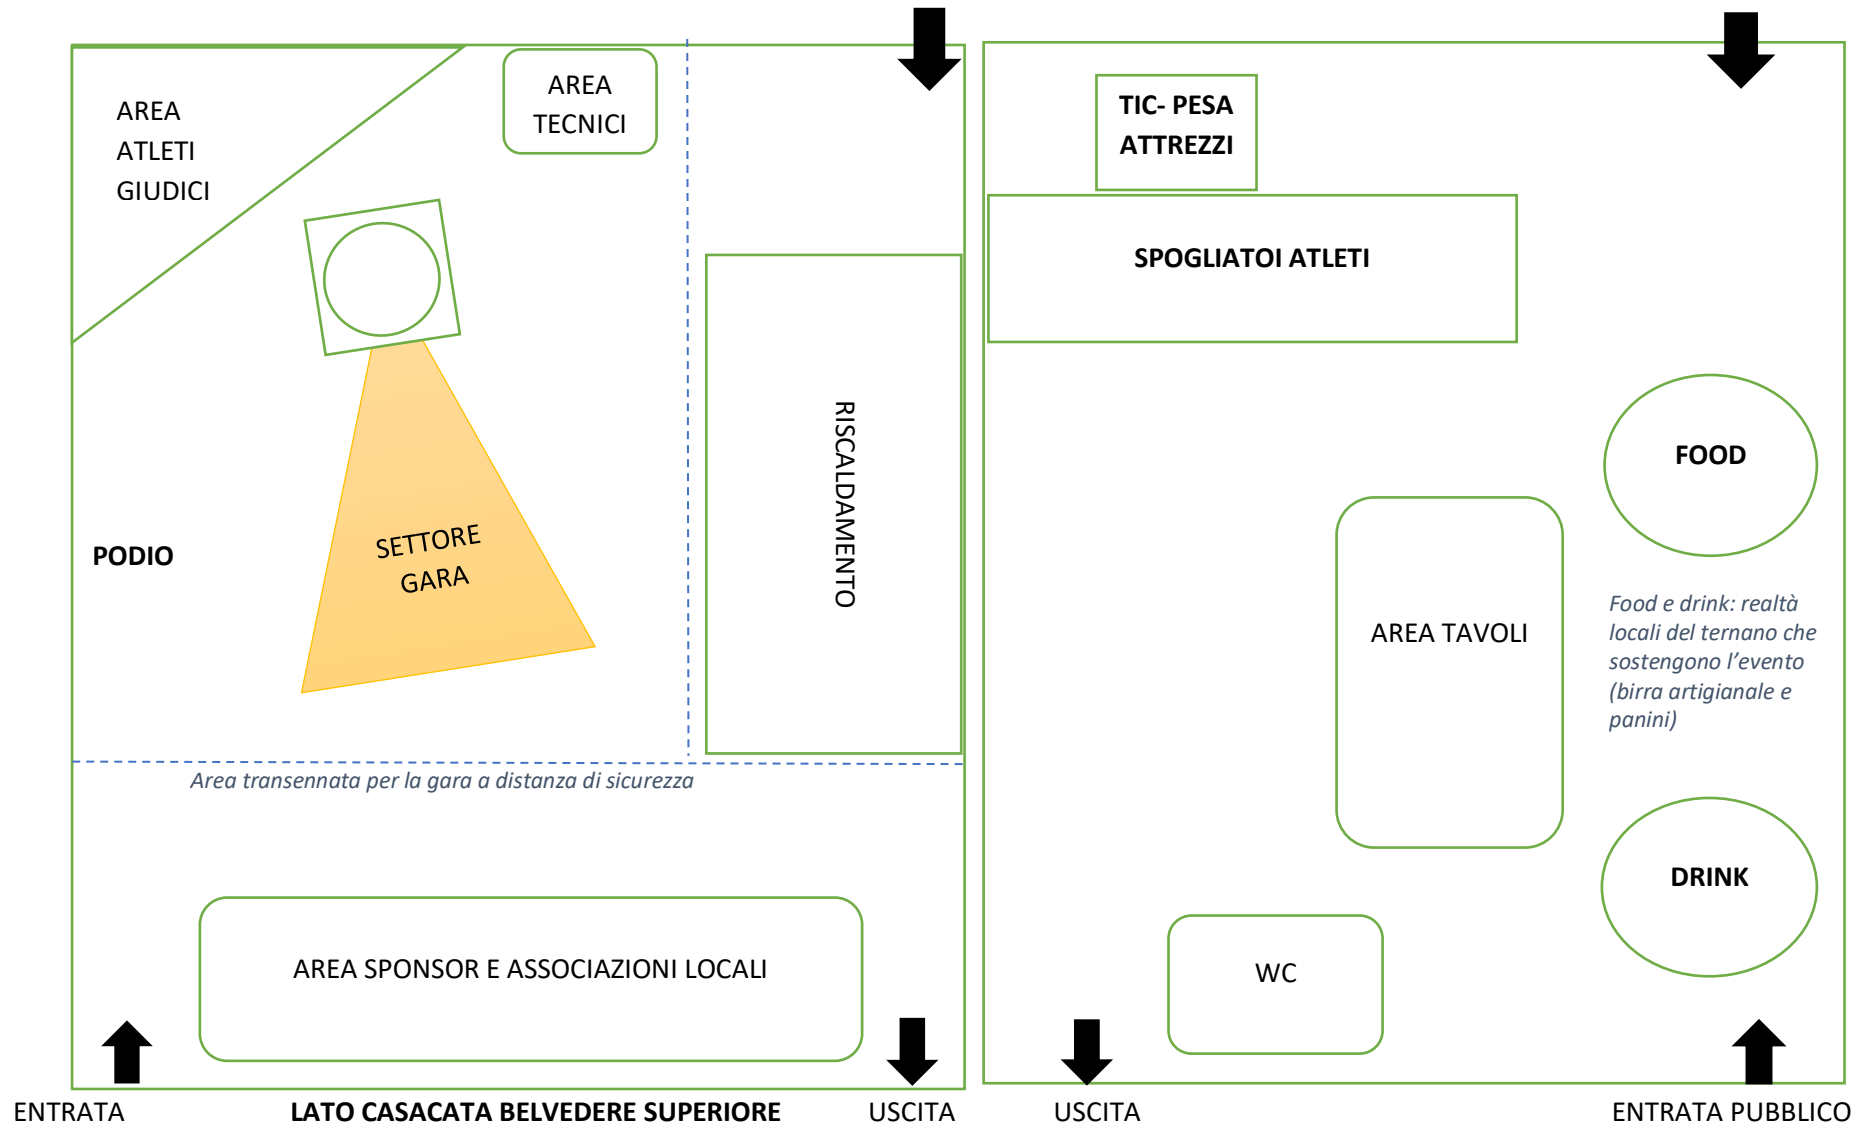 AREA
ATLETI
GIUDICI
AREA
TECNICI
SETTORE
GARA
PODIO
RISCALDAMENTO
Area transennata per la gara a distanza di sicurezza
AREA SPONSOR E ASSOCIAZIONI LOCALI
ENTRATA
LATO CASACATA BELVEDERE SUPERIORE
USCITA
TIC- PESA
ATTREZZI
SPOGLIATOI ATLETI
FOOD
AREA TAVOLI
Food e drink: realtà
locali del ternano che
sostengono l’evento
(birra artigianale e
panini)
DRINK
WC
USCITA
ENTRATA PUBBLICO